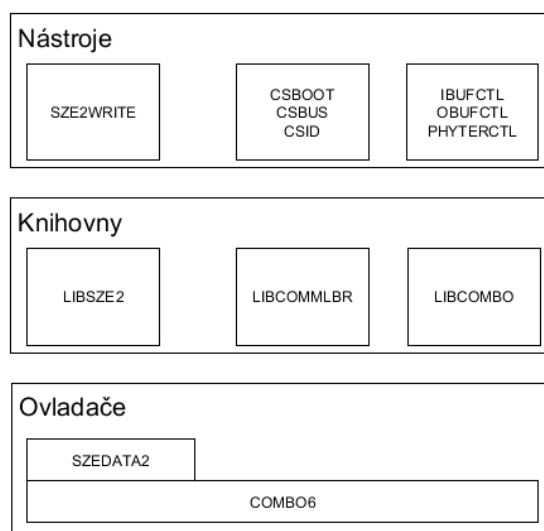 Nástroje
SZE2WRITE
CSBOOT
CSBUS
CSID
IBUFCTL
OBUFCTL
PHYTERCTL
Knihovny
LIBSZE2
LIBCOMMLBR
LIBCOMBO
Ovladače
SZEDATA2
COMBO6